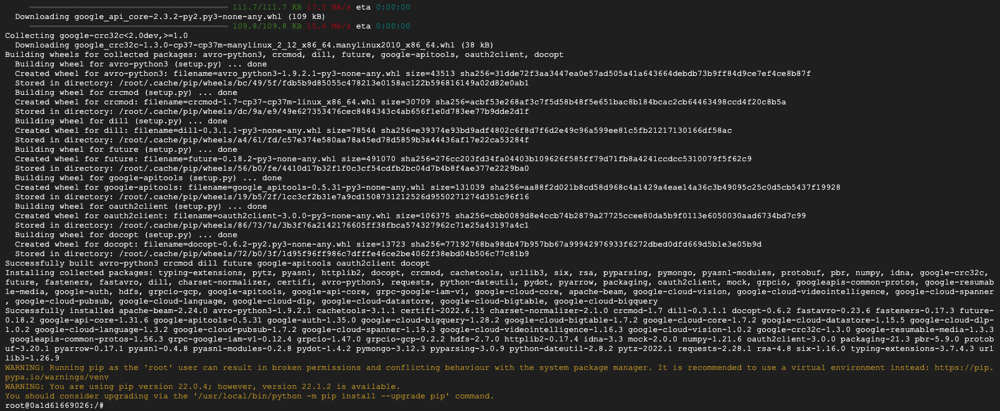 111.7/111.7 KB 17.5 MB/s eta 0:00:00
Downloading google_api_core-2.3.2-py2.py3-none-any.whl (109 kB)
109.8/109.8 KB 15.4 MB/s eta 0:00:00
Collecting google-crc32c<2.0dev,>=1.0
Downloading google_crc32c-1.3.0-cp37-cp37m-manylinux_2_12_x86_64.manylinux2010_x86_64.whl (38 kB)
Building wheels for collected packages: avro-python3, crcmod, dill, future, google-apitools, oauth2client, docopt
Building wheel for avro-python3 (setup.py) ... done
Created wheel for avro-python3: filename=avro_python3-1.9.2.1-py3-none-any.whl size=43513 sha256=31dde72f3aa3447ea0e57ad505a41a643664debdb73b9ff84d9ce7ef4ce8b87f
Stored in directory: /root/.cache/pip/wheels/bc/49/5f/fdb5b9d85055c478213e0158ac122b596816149a02d82e0ab1
Building wheel for crcmod (setup.py) ... done
Created wheel for crcmod: filename=crcmod-1.7-cp37-cp37m-linux_x86_64.whl size=30709 sha256=acbf53e268af3c7f5d58b48f5e651bac8b184bcac2cb64463498ccd4f20c8b5a
Stored in directory: /root/.cache/pip/wheels/dc/9a/e9/49e627353476cec8484343c4ab656f1e0d783ee77b9dde2d1f
Building wheel for dill (setup.py) ... done
Created wheel for dill: filename=dill-0.3.1.1-py3-none-any.whl size=78544 sha256=e39374e93bd9adf4802c6f8d7f6d2e49c96a599ee81c5fb21217130166df58ac
Stored in directory: /root/.cache/pip/wheels/a4/61/fd/c57e374e580aa78a45ed78d5859b3a44436af17e22ca53284f
Building wheel for future (setup.py) ... done
Created wheel for future: filename=future-0.18.2-py3-none-any.whl size=491070 sha256=276cc203fd34fa04403b109626f585ff79d71fb8a4241ccdcc5310079f5f62c9
Stored in directory: /root/.cache/pip/wheels/56/b0/fe/4410d17b32f1f0c3cf54cdfb2bc04d7b4b8f4ae377e2229ba0
Building wheel for google-apitools (setup.py) ... done
Created wheel for google-apitools: filename=google_apitools-0.5.31-py3-none-any.whl size=131039 sha256=aa88f2d021b8cd58d968c4a1429a4eae14a36c3b49095c25c0d5cb5437f19928
Stored in directory: /root/.cache/pip/wheels/19/b5/2f/1cc3cf2b31e7a9cd1508731212526d9550271274d351c96f16
Building wheel for oauth2client (setup.py) ... done
Created wheel for oauth2client: filename=oauth2client-3.0.0-py3-none-any.whl size=106375 sha256=cbb0089d8e4ccb74b2879a27725ccee80da5b9f0113e6050030aad6734bd7c99
Stored in directory: /root/.cache/pip/wheels/86/73/7a/3b3f76a2142176605ff38fbca574327962c71e25a43197a4c1
Building wheel for docopt (setup.py) ... done
Created wheel for docopt: filename=docopt-0.6.2-py2.py3-none-any.whl size=13723 sha256=77192768ba98db47b957bb67a99942976933f6272dbed0dfd669d5b1e3e05b9d
Stored in directory: /root/.cache/pip/wheels/72/b0/3f/1d95f96ff986c7dfffe46ce2be4062f38ebd04b506c77c81b9
Successfully built avro-python3 crcmod dill future google-apitools oauth2client docopt
Installing collected packages: typing-extensions, pytz, pyasn1, httplib2, docopt, crcmod, cachetools, urllib3, six, rsa, pyparsing, pymongo, pyasn1-modules, protobuf, pbr, numpy, idna, google-crc32c,
future, fasteners, fastavro, dill, charset-normalizer, certifi, avro-python3, requests, python-dateutil, pydot, pyarrow, packaging, oauth2client, mock, grpcio, googleapis-common-protos, google-resumab
le-media, google-auth, hdfs, grpcio-gcp, google-apitools, google-api-core, grpc-google-iam-v1, google-cloud-core, apache-beam, google-cloud-vision, google-cloud-videointelligence, google-cloud-spanner
, google-cloud-pubsub, google-cloud-language, google-cloud-dlp, google-cloud-datastore, google-cloud-bigtable, google-cloud-bigquery
Successfully installed apache-beam-2.24.0 avro-python3-1.9.2.1 cachetools-3.1.1 certifi-2022.6.15 charset-normalizer-2.1.0 crcmod-1.7 dill-0.3.1.1 docopt-0.6.2 fastavro-0.23.6 fasteners-0.17.3 future-
0.18.2 google-api-core-1.31.6 google-apitools-0.5.31 google-auth-1.35.0 google-cloud-bigquery-1.28.2 google-cloud-bigtable-1.7.2 google-cloud-core-1.7.2 google-cloud-datastore-1.15.5 google-cloud-dlp-
1.0.2 google-cloud-language-1.3.2 google-cloud-pubsub-1.7.2 google-cloud-spanner-1.19.3 google-cloud-videointelligence-1.16.3 google-cloud-vision-1.0.2 google-crc32c-1.3.0 google-resumable-media-1.3.3
googleapis-common-protos-1.56.3 grpc-google-iam-v1-0.12.4 grpcio-1.47.0 grpcio-gcp-0.2.2 hdfs-2.7.0 httplib2-0.17.4 idna-3.3 mock-2.0.0 numpy-1.21.6 oauth2client-3.0.0 packaging-21.3 pbr-5.9.0 protob
uf-3.20.1 pyarrow-0.17.1 pyasn1-0.4.8 pyasn1-modules-0.2.8 pydot-1.4.2 pymongo-3.12.3 pyparsing-3.0.9 python-dateutil-2.8.2 pytz-2022.1 requests-2.28.1 rsa-4.8 six-1.16.0 typing-extensions-3.7.4.3 url
lib3-1.26.9
WARNING: Running pip as the 'root' user can result in broken permissions and conflicting behaviour with the system package manager. It is recommended to use a virtual environment instead: https://pip.
pypa.io/warnings/venv
WARNING: You are using pip version 22.0.4; however, version 22.1.2 is available.
You should consider upgrading via the '/usr/local/bin/python -m pip install --upgrade pip' command.
root@0a1d61669026:/#